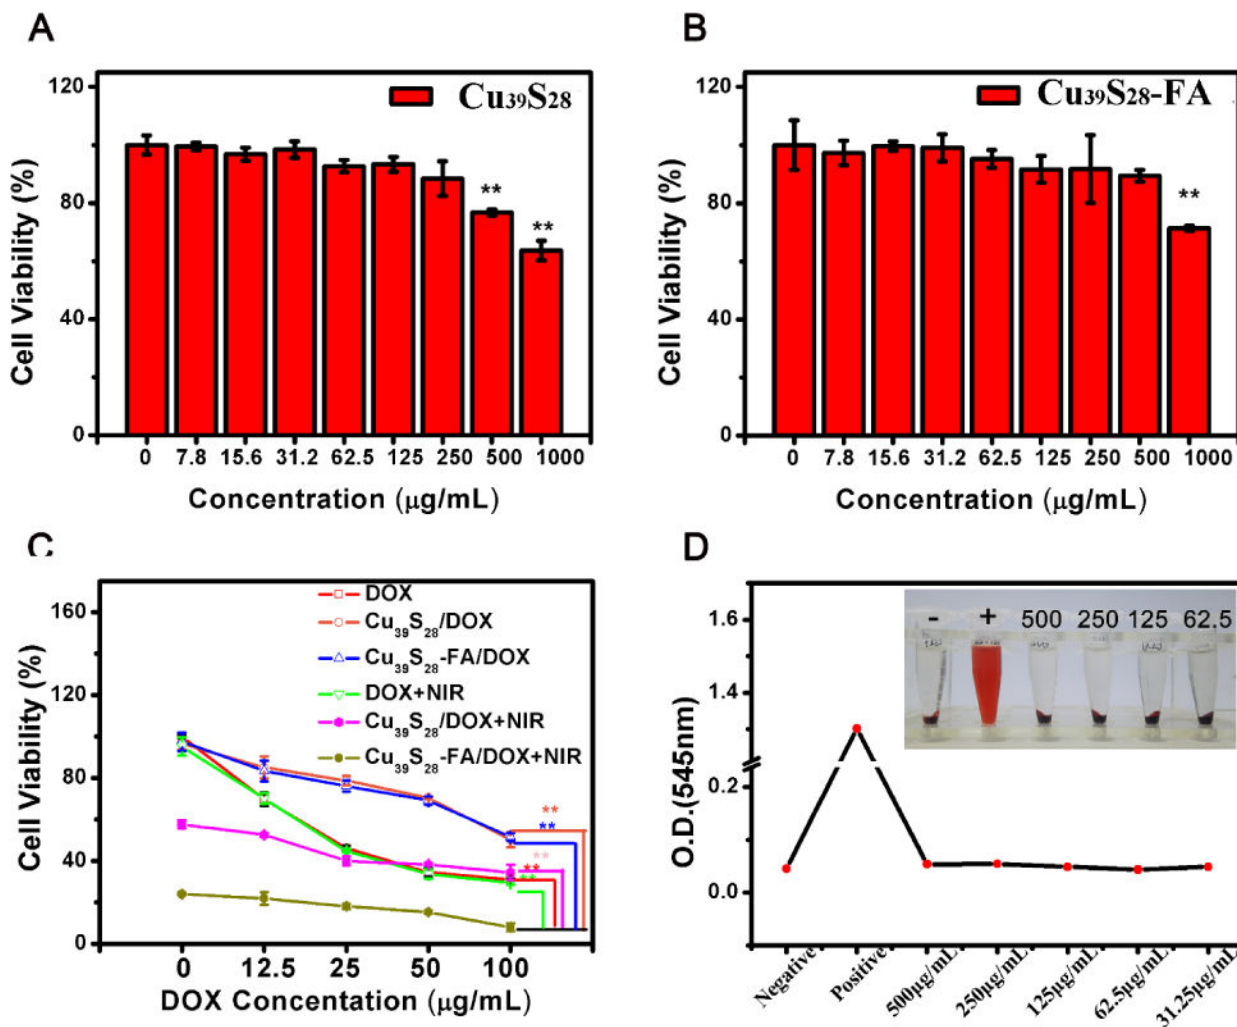 A
120
80
40
0
Cell Viability (%)
Cu39S28
**
**
0 7.8 15.6 31.2 62.5 125 250 500 1000
Concentration (μg/mL)
B
120
80
40
0
Cell Viability (%)
Cu39S28-FA
**
0 7.8 15.6 31.2 62.5 125 250 500 1000
Concentration (μg/mL)
C
160
120
80
40
0
Cell Viability (%)
DOX
Cu39S28/DOX
Cu39S28-FA/DOX
DOX+NIR
Cu39S28/DOX+NIR
Cu39S28-FA/DOX+NIR
**
**
**
**
**
0 12.5 25 50 100
DOX Concentation (μg/mL)
D
1.6
1.4
0.2
0.0
O.D.(545nm)
- + 500 250 125 62.5
Negative Positive 500μg/mL 250μg/mL 125μg/mL 62.5μg/mL 31.25μg/mL